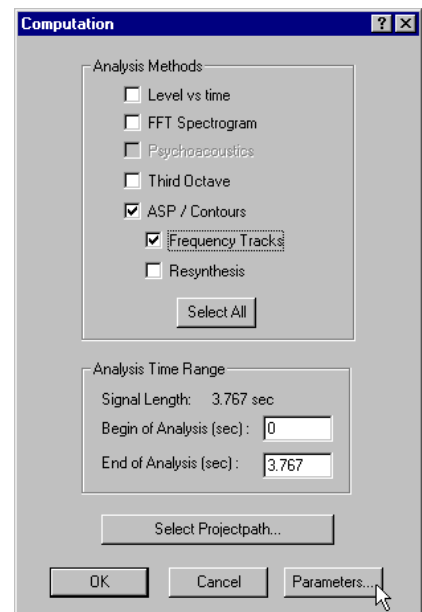 Computation
Analysis Methods
Level vs time
FFT Spectrogram
Psychoacoustics
Third Octave
ASP / Contours
Frequency Tracks
Resynthesis
Select All
Analysis Time Range
Signal Length: 3.767 sec
Begin of Analysis (sec) : 0
End of Analysis (sec) : 3.767
Select Projectpath...
OK Cancel Parameters...